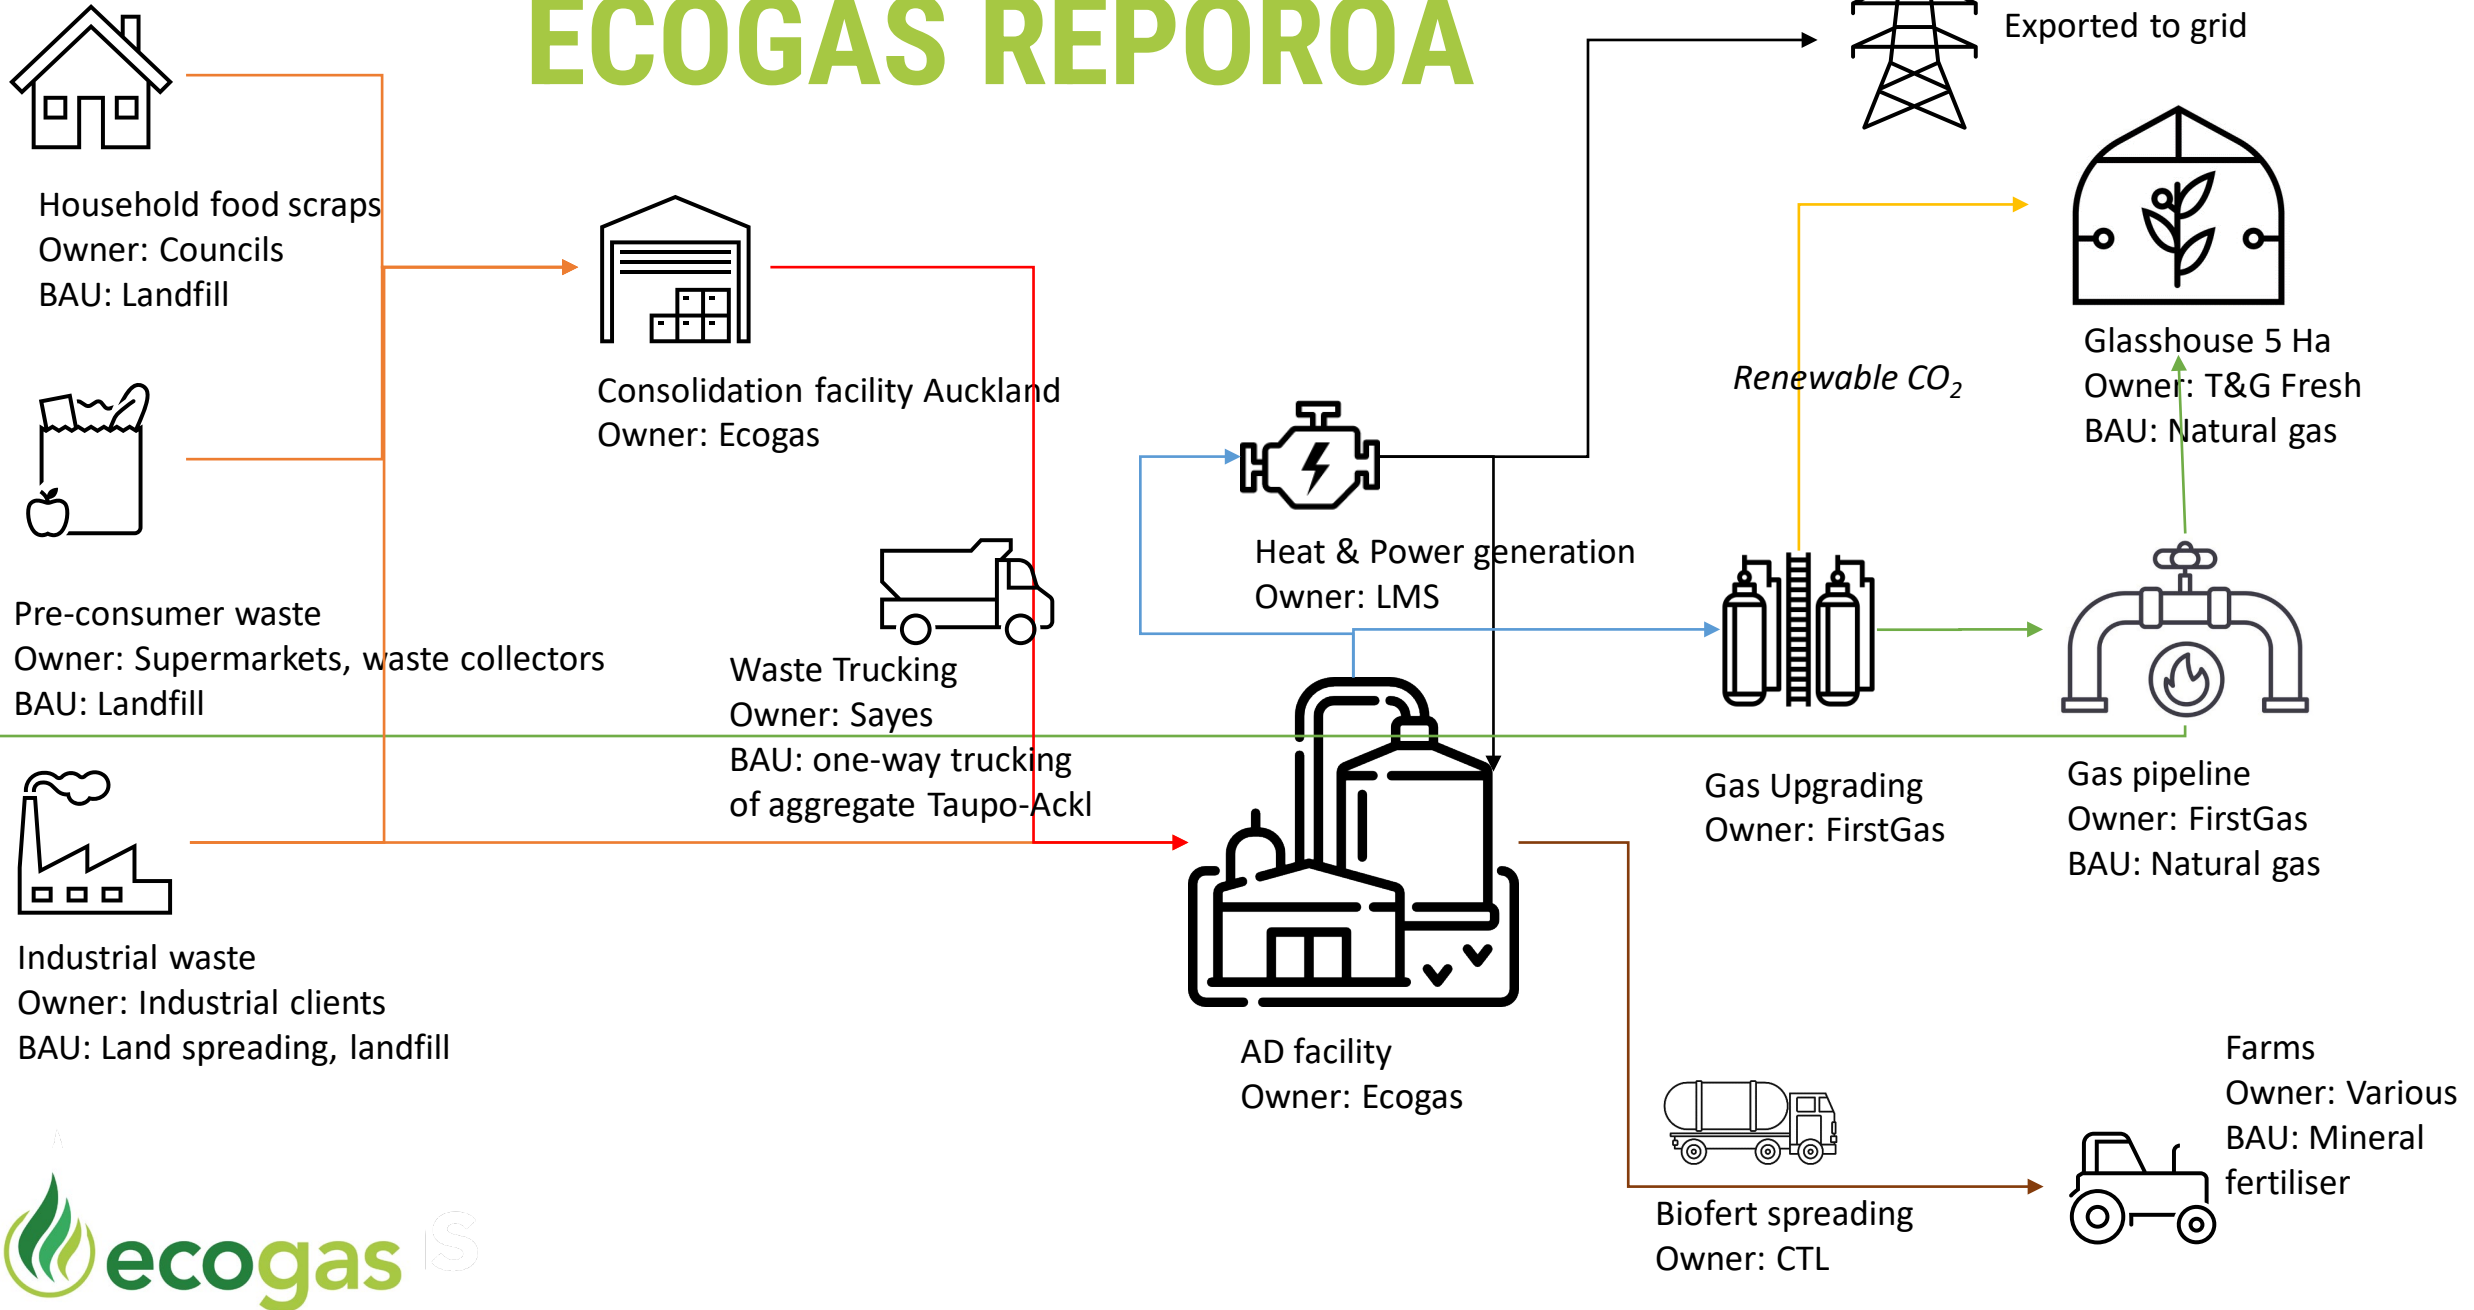 ECOGAS REPOROA
Exported to grid
Household food scraps
Owner: Councils
BAU: Landfill
Consolidation facility Auckland
Owner: Ecogas
Renewable CO₂
Glasshouse 5 Ha
Owner: T&G Fresh
BAU: Natural gas
Heat & Power generation
Owner: LMS
Pre-consumer waste
Owner: Supermarkets, waste collectors
BAU: Landfill
Waste Trucking
Owner: Sayes
BAU: one-way trucking
of aggregate Taupo-Ackl
Gas Upgrading
Owner: FirstGas
Gas pipeline
Owner: FirstGas
BAU: Natural gas
Industrial waste
Owner: Industrial clients
BAU: Land spreading, landfill
AD facility
Owner: Ecogas
Biofert spreading
Owner: CTL
Farms
Owner: Various
BAU: Mineral
fertiliser
ecogas